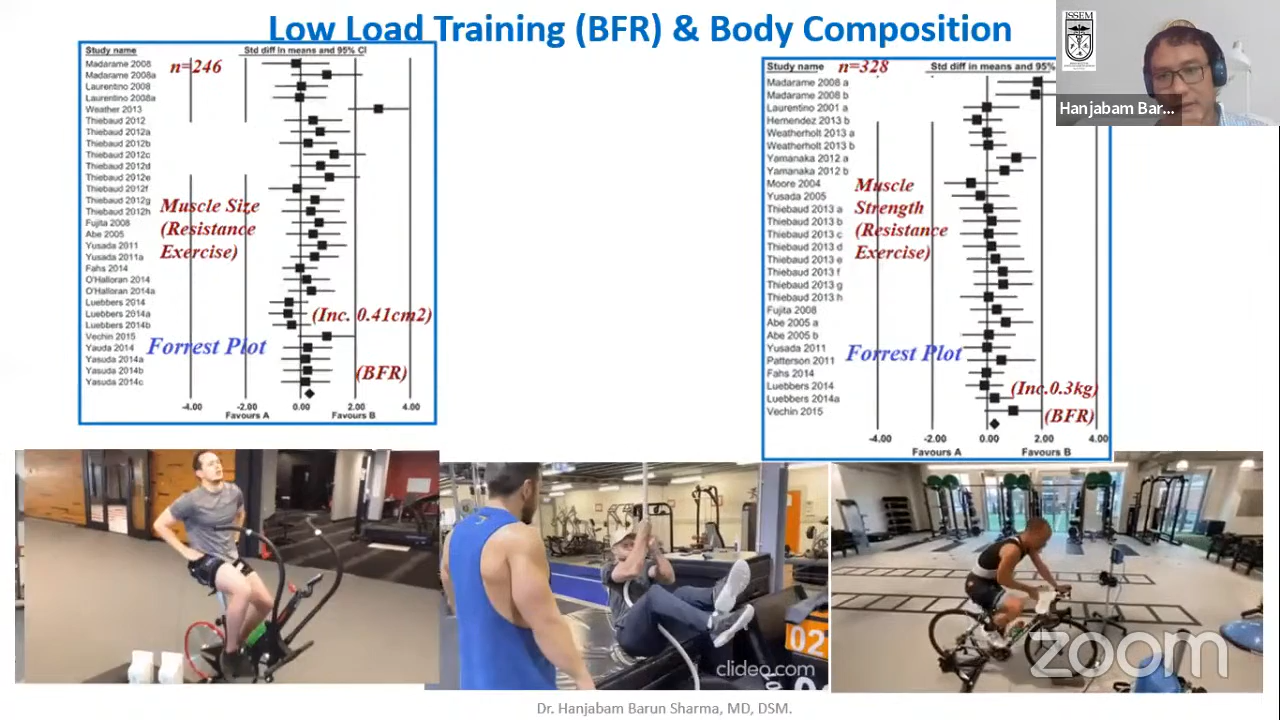 Low Load Training (BFR) & Body Composition
ISSEM
Hanjabam Bar...
Study name Std diff in means and 95% CI
n=246
Madarame 2008
Madarame 2008a
Laurentino 2008
Laurentino 2008a
Weather 2013
Thiebaud 2012
Thiebaud 2012a
Thiebaud 2012b
Thiebaud 2012c
Thiebaud 2012d
Thiebaud 2012e
Thiebaud 2012f
Thiebaud 2012g
Thiebaud 2012h
Fujita 2008
Abe 2005
Yusada 2011
Yusada 2011a
Fahs 2014
O'Halloran 2014
O'Halloran 2014a
Luebbers 2014
Luebbers 2014a
Luebbers 2014b
Vechin 2015
Yauda 2014
Yasuda 2014a
Yasuda 2014b
Yasuda 2014c
Muscle Size
(Resistance
Exercise)
(Inc. 0.41cm2)
Forrest Plot
(BFR)
-4.00 -2.00 0.00 2.00 4.00
Favours A Favours B
Study name n=328 Std diff in means and 95%
Madarame 2008 a
Madarame 2008 b
Laurentino 2001 a
Hernendez 2013 b
Weatherholt 2013 a
Weatherholt 2013 b
Yamanaka 2012 a
Yamanaka 2012 b
Moore 2004
Yusada 2005
Thiebaud 2013 a
Thiebaud 2013 b
Thiebaud 2013 c
Thiebaud 2013 d
Thiebaud 2013 e
Thiebaud 2013 f
Thiebaud 2013 g
Thiebaud 2013 h
Fujita 2008
Abe 2005 a
Abe 2005 b
Yusada 2011
Patterson 2011
Fahs 2014
Luebbers 2014
Luebbers 2014a
Vechin 2015
Muscle
Strength
(Resistance
Exercise)
Forrest Plot
(Inc.0.3kg)
(BFR)
-4.00 -2.00 0.00 2.00 4.00
Favours A Favours B
02
clideo.com
zoom
Dr. Hanjabam Barun Sharma, MD, DSM.